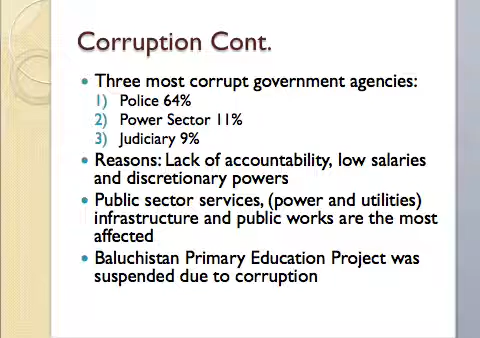 Corruption Cont.
• Three most corrupt government agencies:
1) Police 64%
2) Power Sector 11%
3) Judiciary 9%
• Reasons: Lack of accountability, low salaries
and discretionary powers
• Public sector services, (power and utilities)
infrastructure and public works are the most
affected
• Baluchistan Primary Education Project was
suspended due to corruption